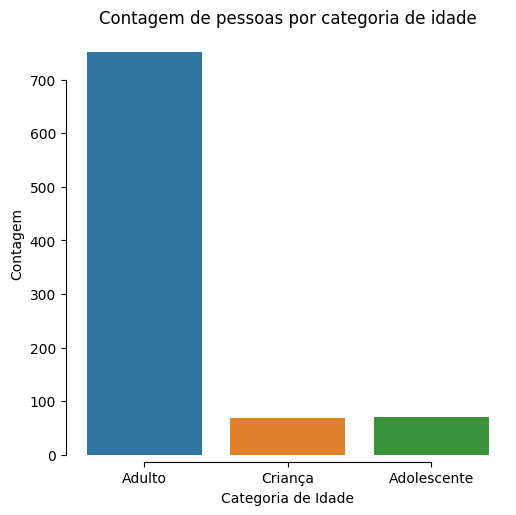 Contagem de pessoas por categoria de idade
700
600
500
400
300
200
100
0
Contagem
Adulto Criança Adolescente
Categoria de Idade